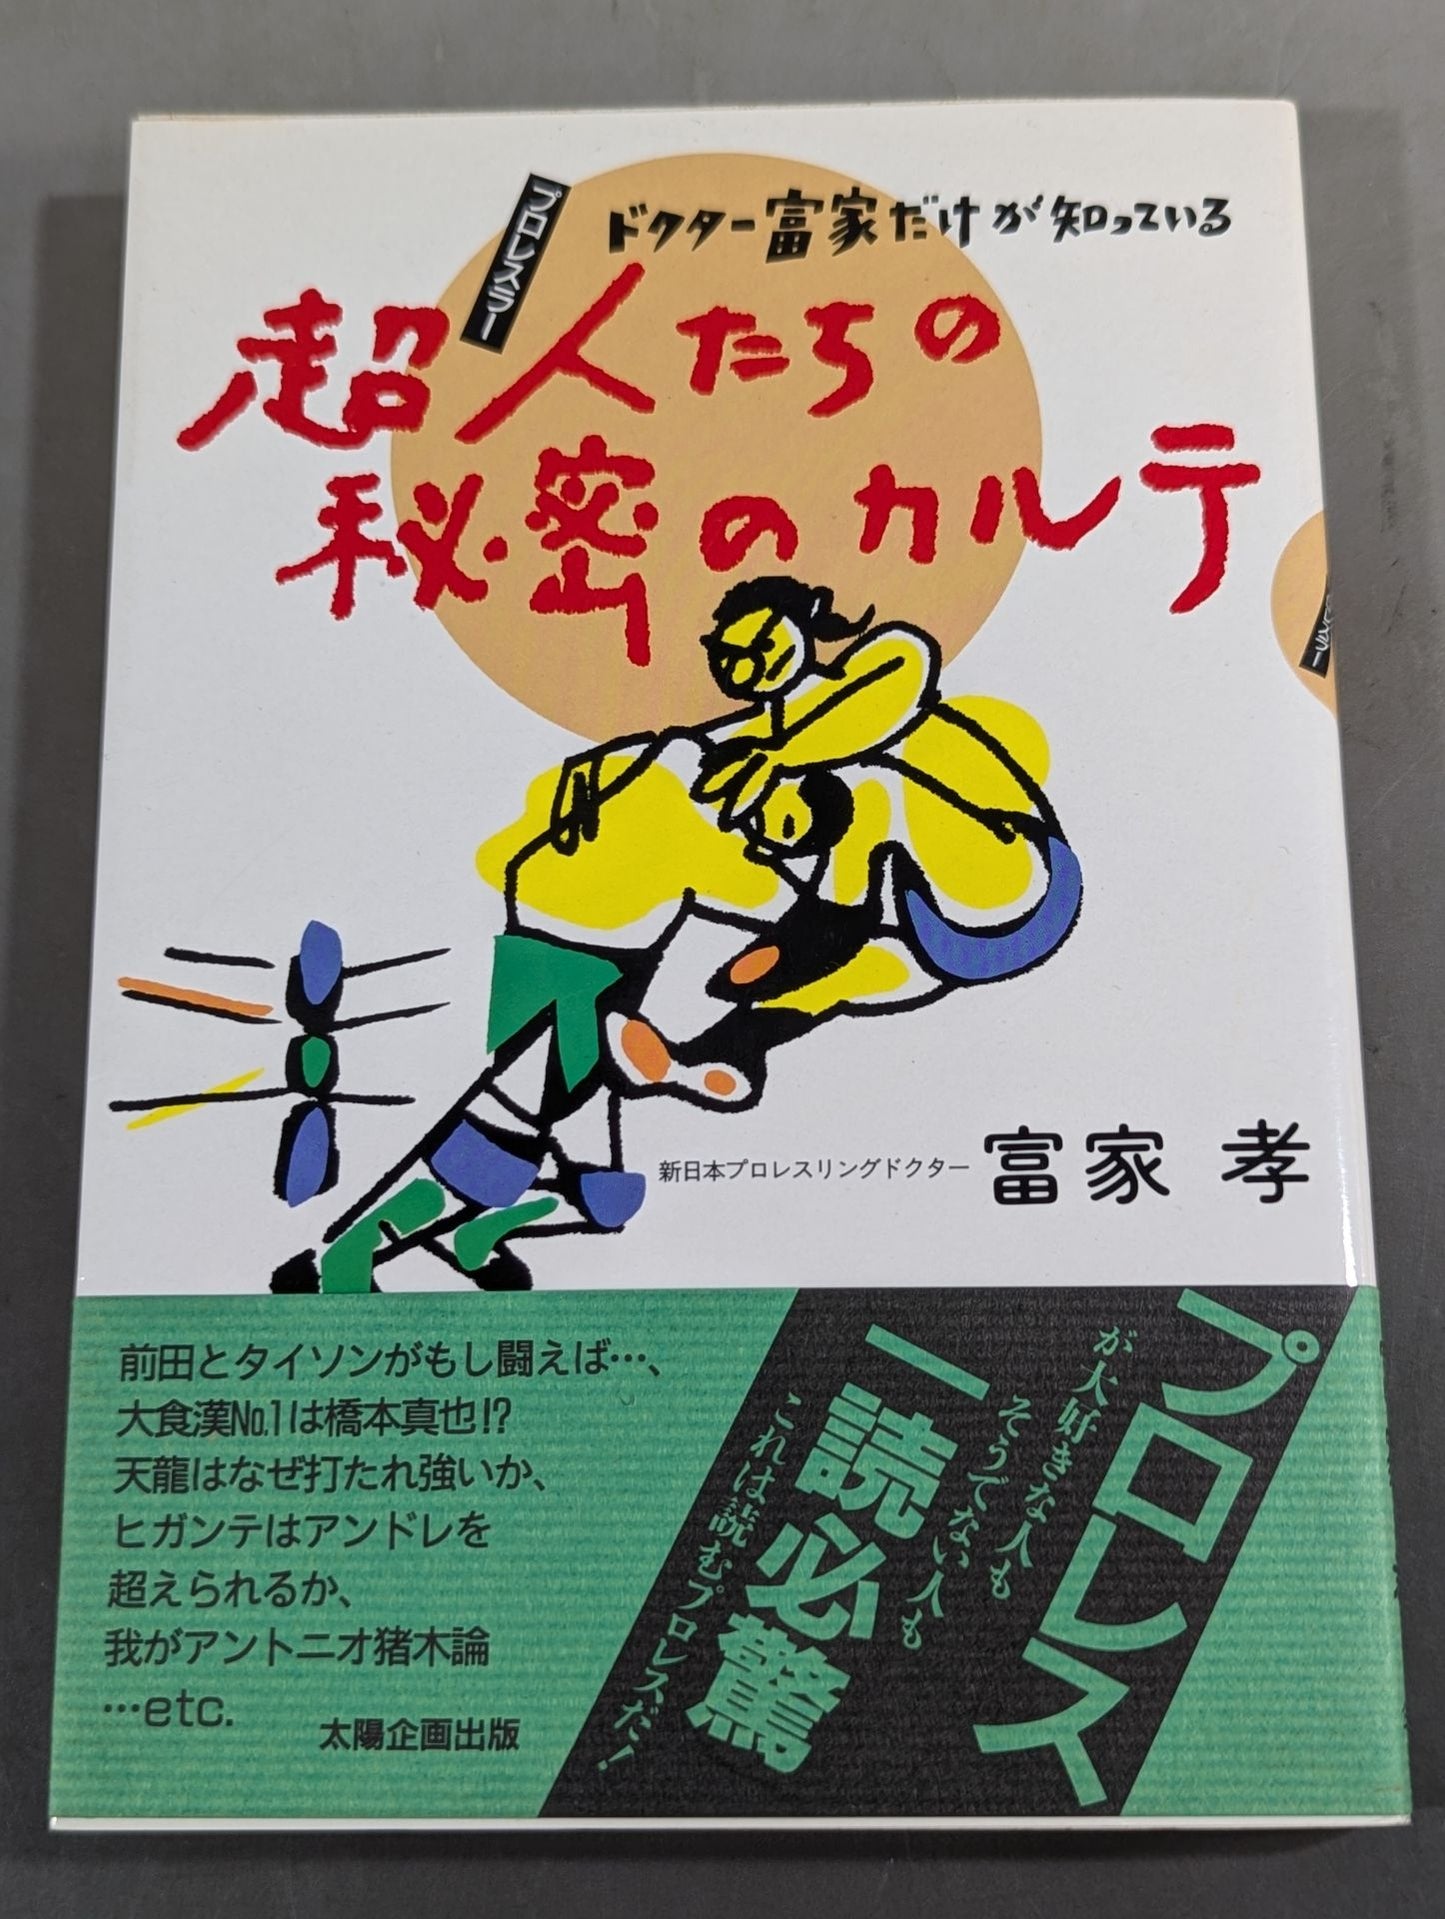 ドクター富家だけが知っている
プロレスラー
超人たちの
秘密のカルテ
新日本プロレスリングドクター 富家 孝
前田とタイソンがもし闘えば…、
大食漢No.1は橋本真也!?
天龍はなぜ打たれ強いか、
ヒガンテはアンドレを
超えられるか、
我がアントニオ猪木論
…etc.
太陽企画出版
プロレス
が大好きな人も
そうでない人も
一読必驚
これは読むプロレスだ!